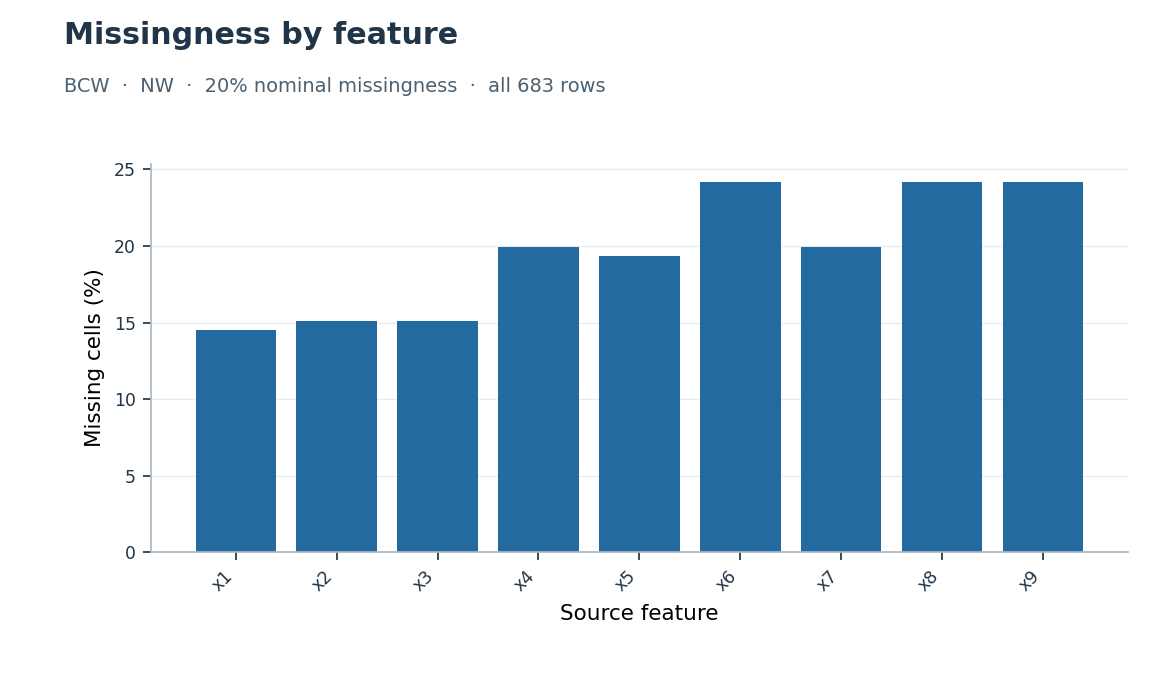 Missingness by feature
BCW · NW · 20% nominal missingness · all 683 rows
25
20
15
10
5
0
Missing cells (%)
x1 x2 x3 x4 x5 x6 x7 x8 x9
Source feature